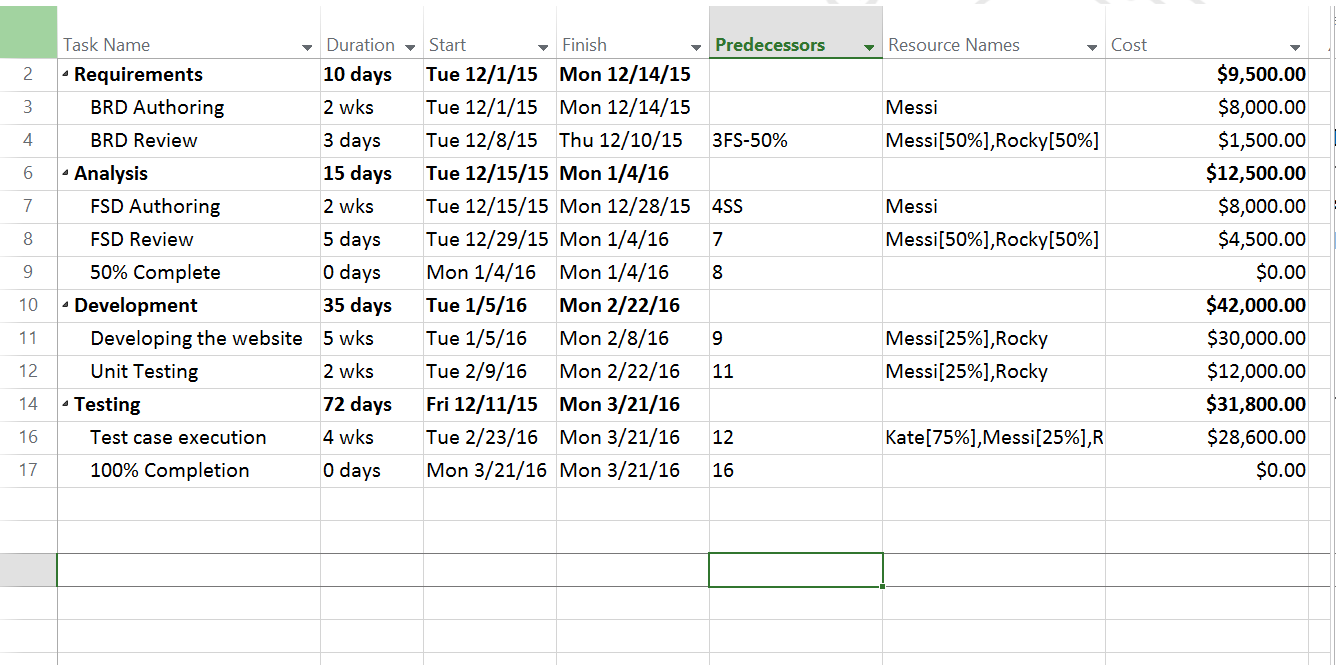 Task Name Duration Start Finish Predecessors Resource Names Cost
2 Requirements 10 days Tue 12/1/15 Mon 12/14/15 $9,500.00
3 BRD Authoring 2 wks Tue 12/1/15 Mon 12/14/15 Messi $8,000.00
4 BRD Review 3 days Tue 12/8/15 Thu 12/10/15 3FS-50% Messi[50%],Rocky[50%] $1,500.00
6 Analysis 15 days Tue 12/15/15 Mon 1/4/16 $12,500.00
7 FSD Authoring 2 wks Tue 12/15/15 Mon 12/28/15 4SS Messi $8,000.00
8 FSD Review 5 days Tue 12/29/15 Mon 1/4/16 7 Messi[50%],Rocky[50%] $4,500.00
9 50% Complete 0 days Mon 1/4/16 Mon 1/4/16 8 $0.00
10 Development 35 days Tue 1/5/16 Mon 2/22/16 $42,000.00
11 Developing the website 5 wks Tue 1/5/16 Mon 2/8/16 9 Messi[25%],Rocky $30,000.00
12 Unit Testing 2 wks Tue 2/9/16 Mon 2/22/16 11 Messi[25%],Rocky $12,000.00
14 Testing 72 days Fri 12/11/15 Mon 3/21/16 $31,800.00
16 Test case execution 4 wks Tue 2/23/16 Mon 3/21/16 12 Kate[75%],Messi[25%],R $28,600.00
17 100% Completion 0 days Mon 3/21/16 Mon 3/21/16 16 $0.00